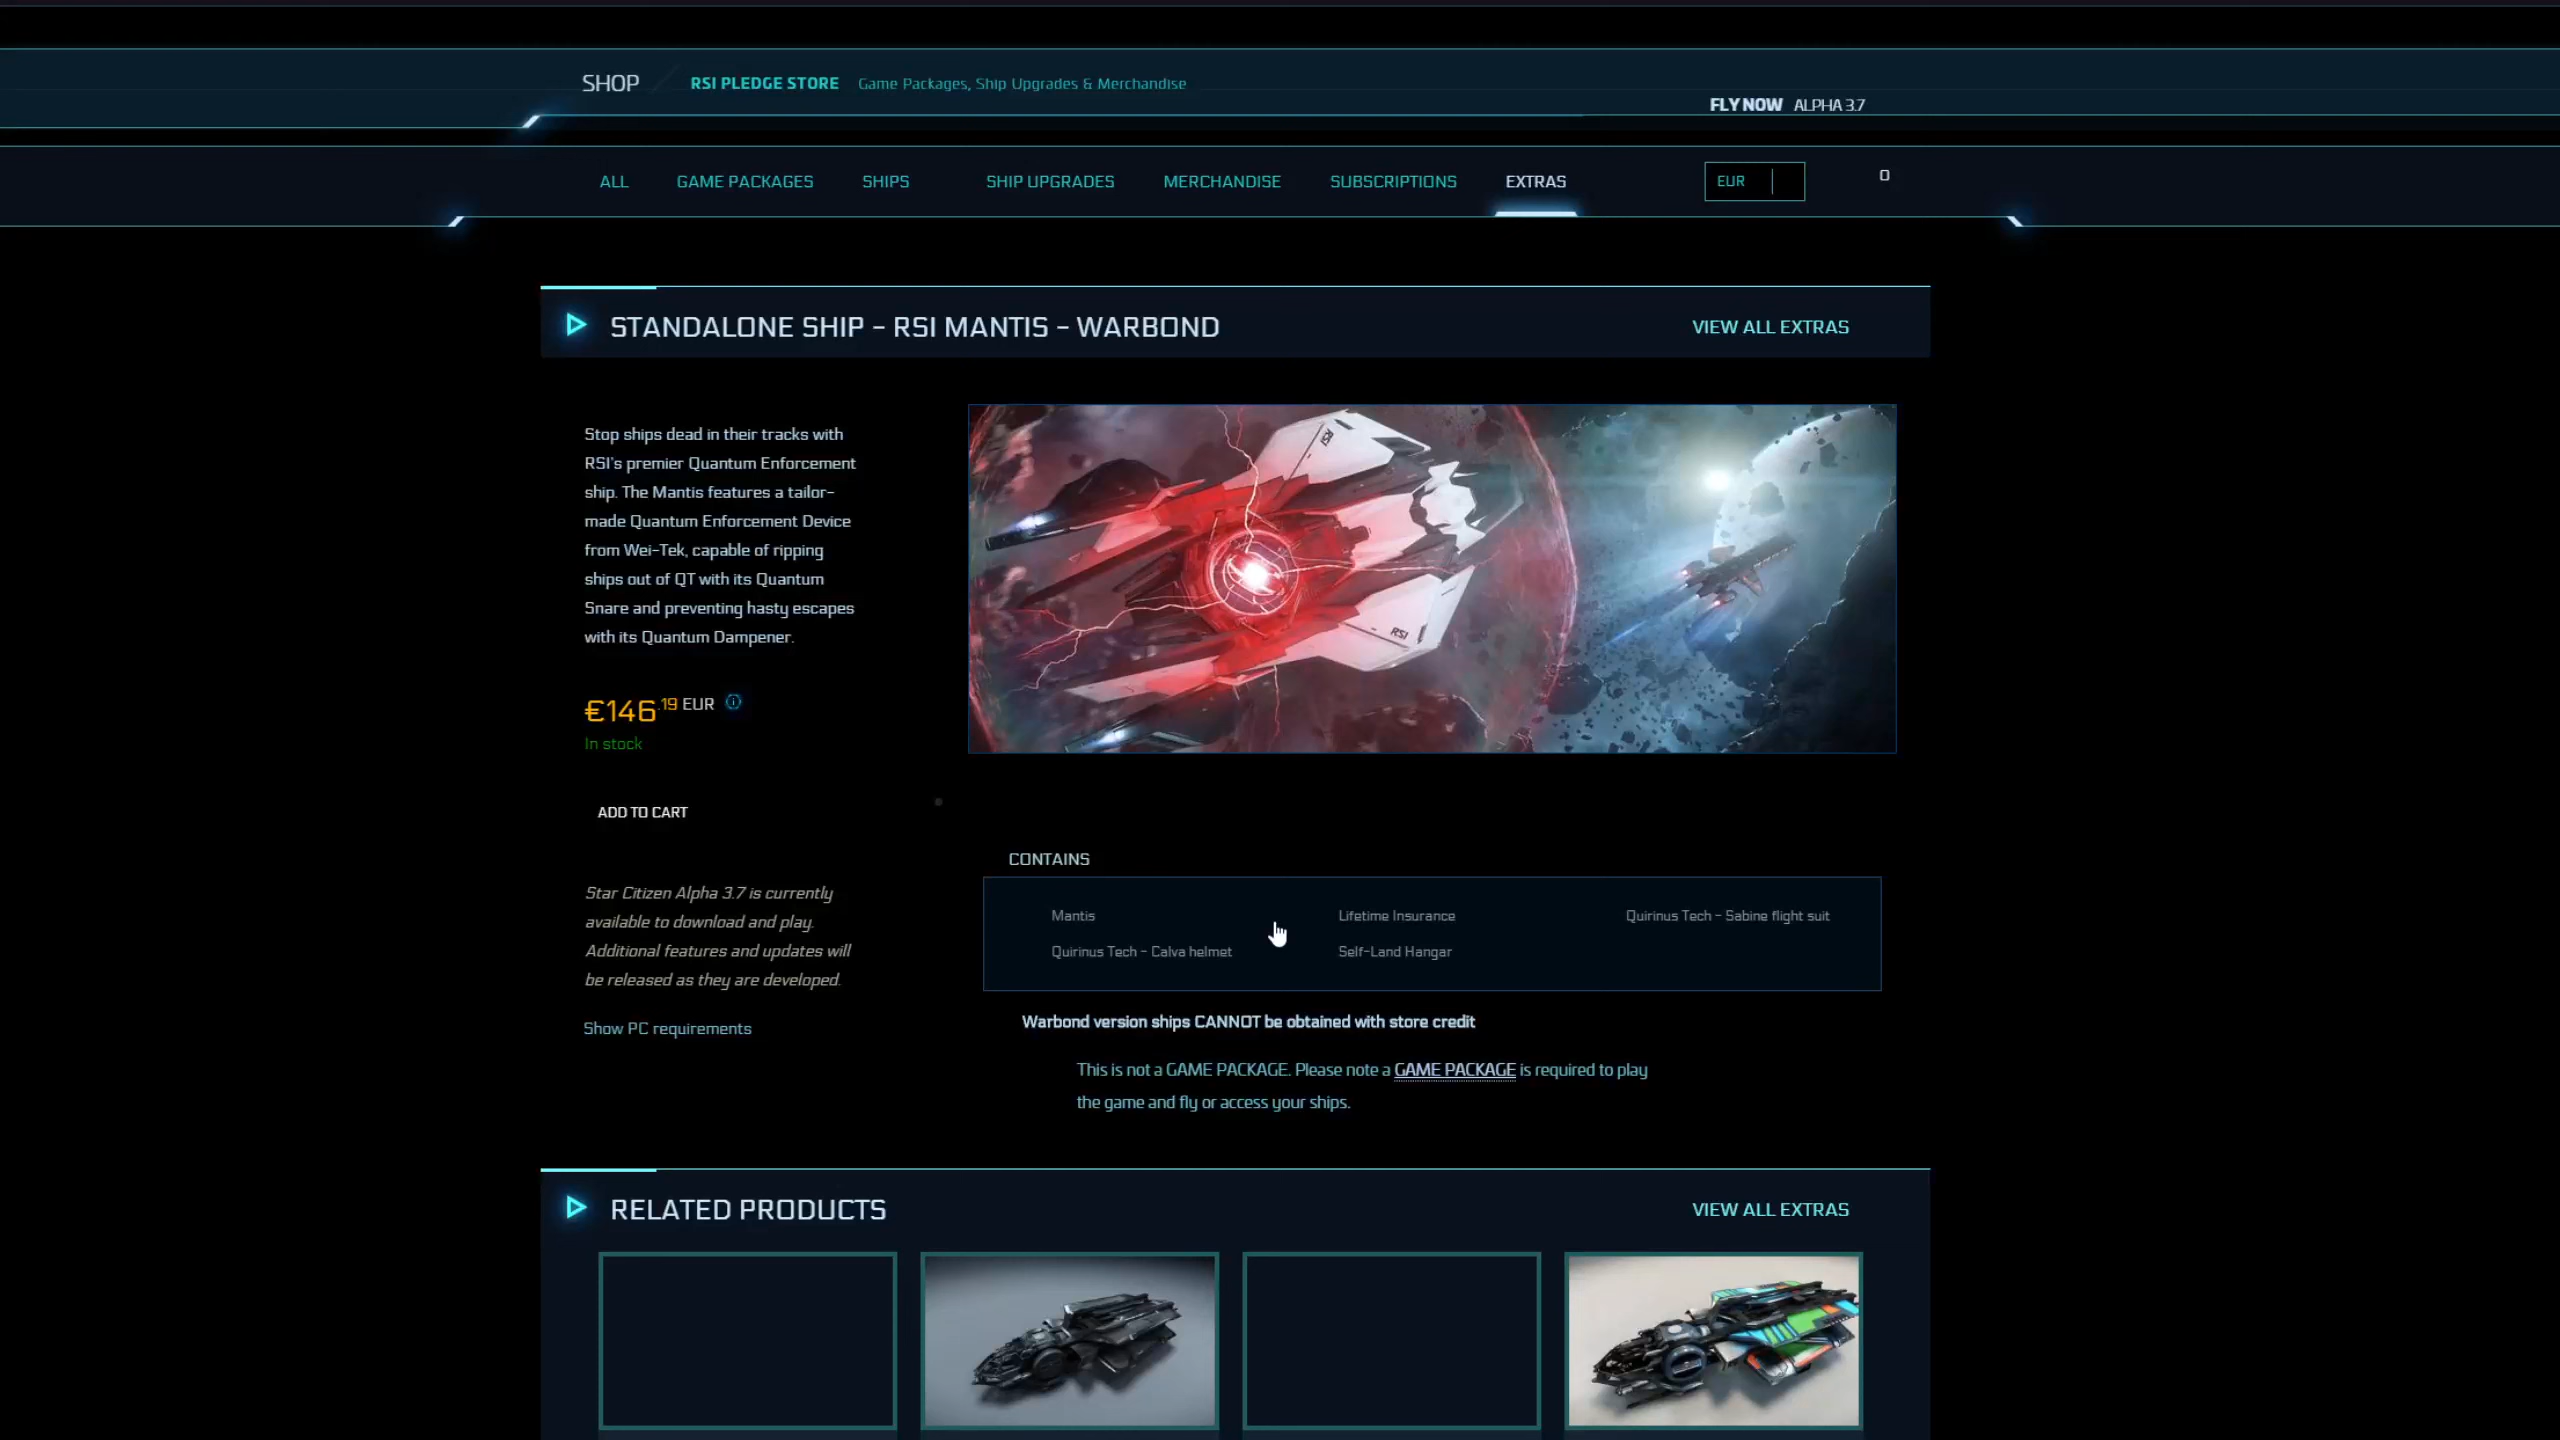 SHOP
RSI PLEDGE STORE Game Packages, Ship Upgrades & Merchandise
FLY NOW ALPHA 3.7
ALL GAME PACKAGES SHIPS SHIP UPGRADES MERCHANDISE SUBSCRIPTIONS EXTRAS EUR 0
STANDALONE SHIP - RSI MANTIS - WARBOND VIEW ALL EXTRAS
Stop ships dead in their tracks with
RSI's premier Quantum Enforcement
ship. The Mantis features a tailor-
made Quantum Enforcement Device
from Wei-Tek, capable of ripping
ships out of QT with its Quantum
Snare and preventing hasty escapes
with its Quantum Dampener.
RSI
RSI
€146.19 EUR
In stock
ADD TO CART
Star Citizen Alpha 3.7 is currently
available to download and play.
Additional features and updates will
be released as they are developed.
Show PC requirements
CONTAINS
Mantis Lifetime Insurance Quirinus Tech - Sabine flight suit
Quirinus Tech - Calva helmet Self-Land Hangar
Warbond version ships CANNOT be obtained with store credit
This is not a GAME PACKAGE. Please note a GAME PACKAGE is required to play
the game and fly or access your ships.
RELATED PRODUCTS VIEW ALL EXTRAS